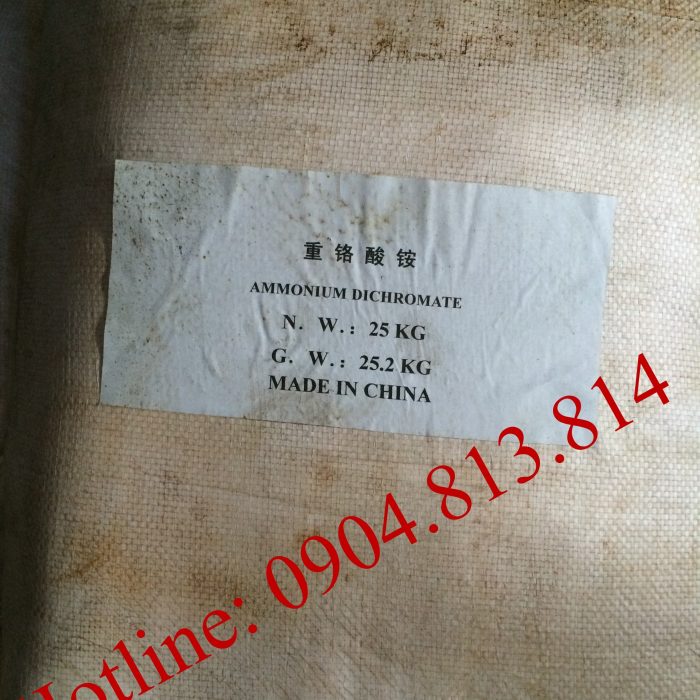 重铬酸铵
AMMONIUM DICHROMATE
N. W.: 25 KG
G. W.: 25.2 KG
MADE IN CHINA
Hotline: 0904.813.814